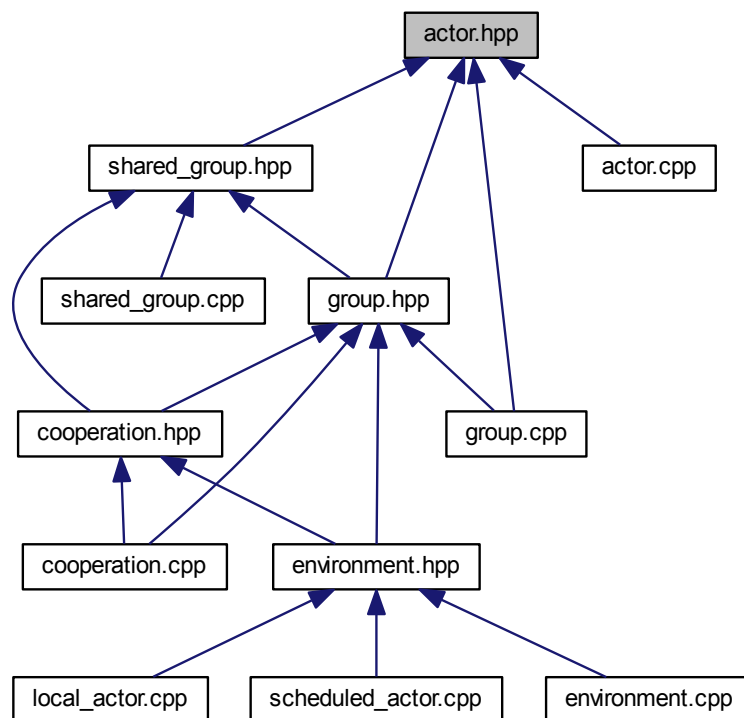 actor.hpp
shared_group.hpp
actor.cpp
shared_group.cpp
group.hpp
cooperation.hpp
group.cpp
cooperation.cpp
environment.hpp
local_actor.cpp
scheduled_actor.cpp
environment.cpp